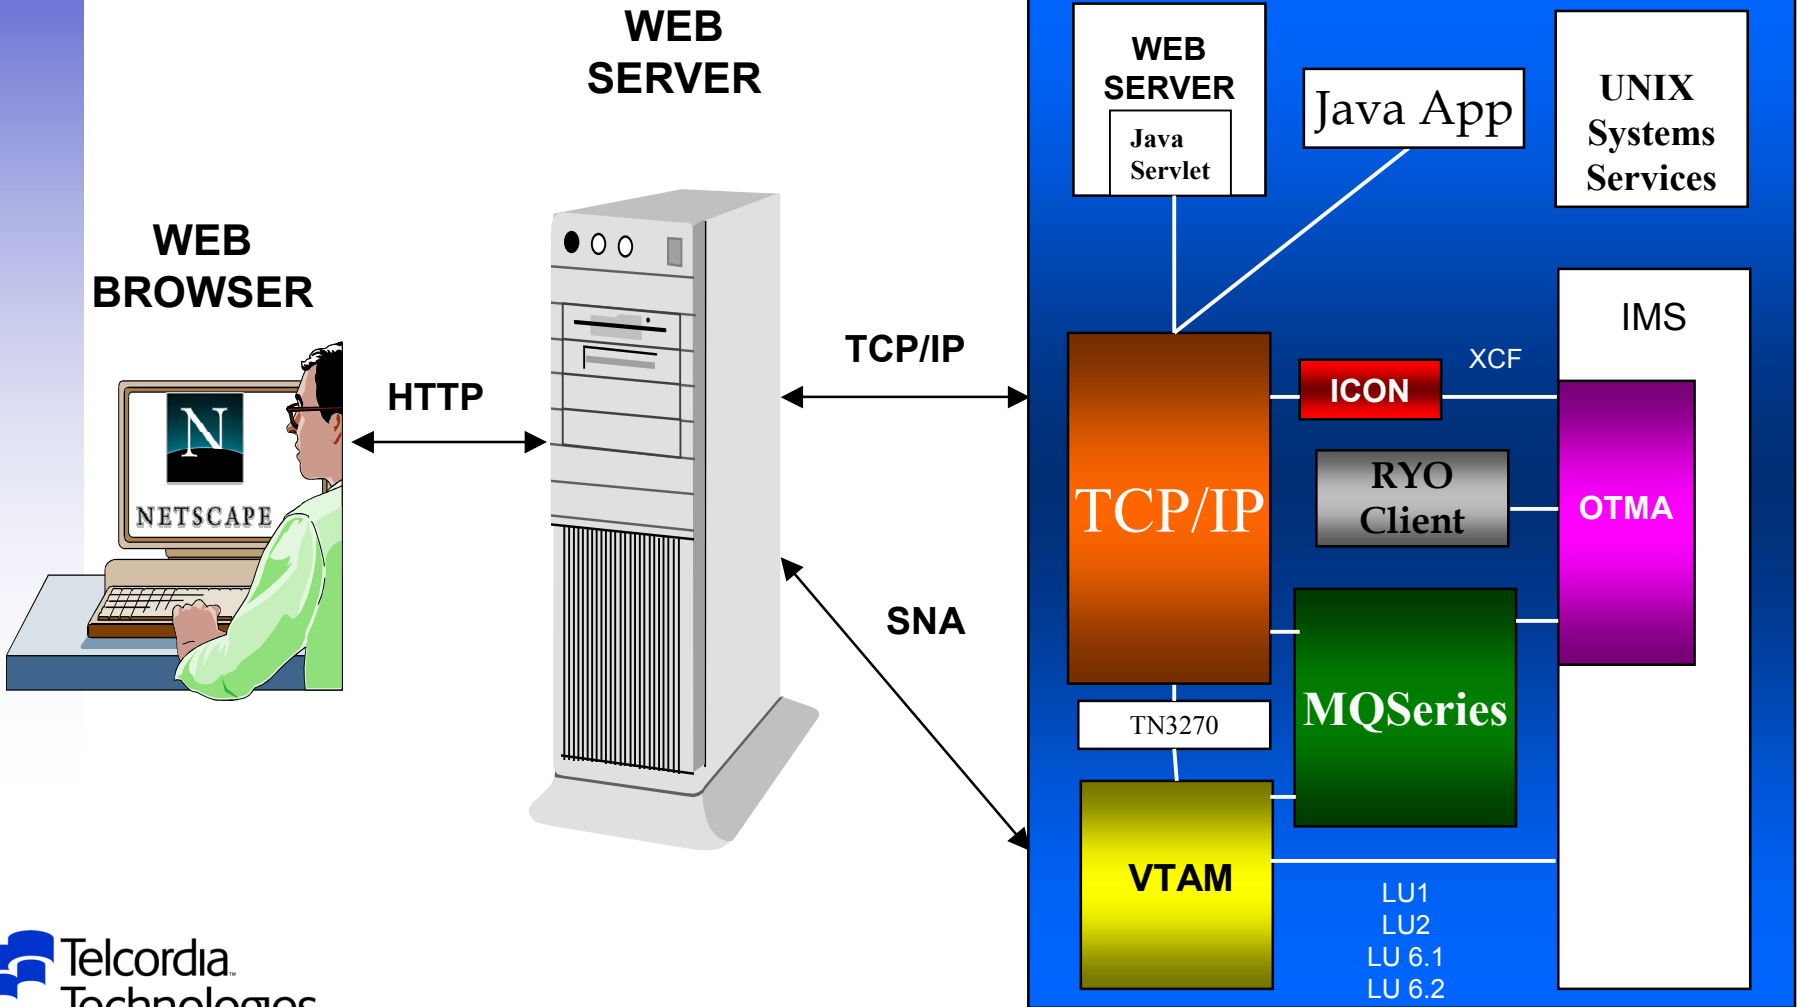 WEB
SERVER
WEB
BROWSER
NETSCAPE
N
HTTP
TCP/IP
SNA
WEB
SERVER
Java
Servlet
Java App
UNIX
Systems
Services
IMS
XCF
ICON
TCP/IP
RYO
Client
OTMA
MQSeries
TN3270
VTAM
LU1
LU2
LU 6.1
LU 6.2
Telcordia
Technologies